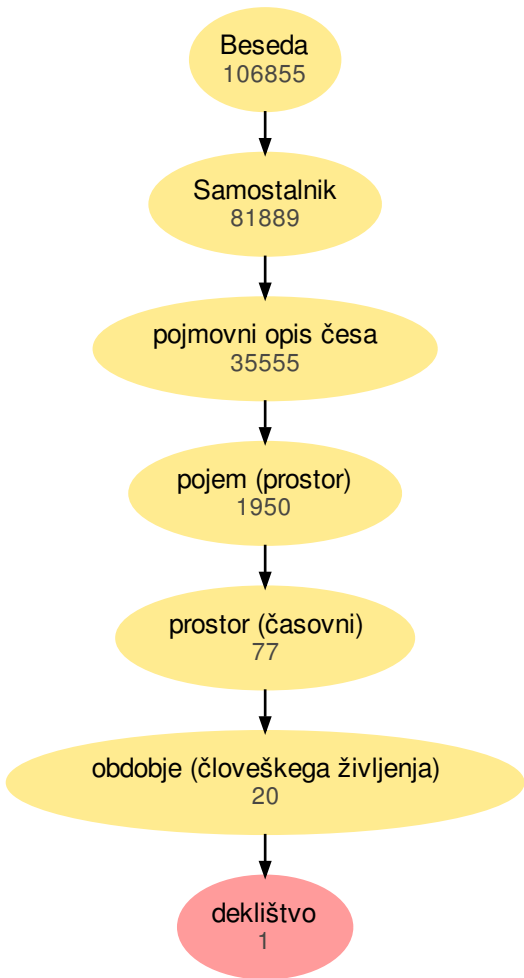 Beseda
106855
Samostalnik
81889
pojmovni opis česa
35555
pojem (prostor)
1950
prostor (časovni)
77
obdobje (človeškega življenja)
20
deklištvo
1